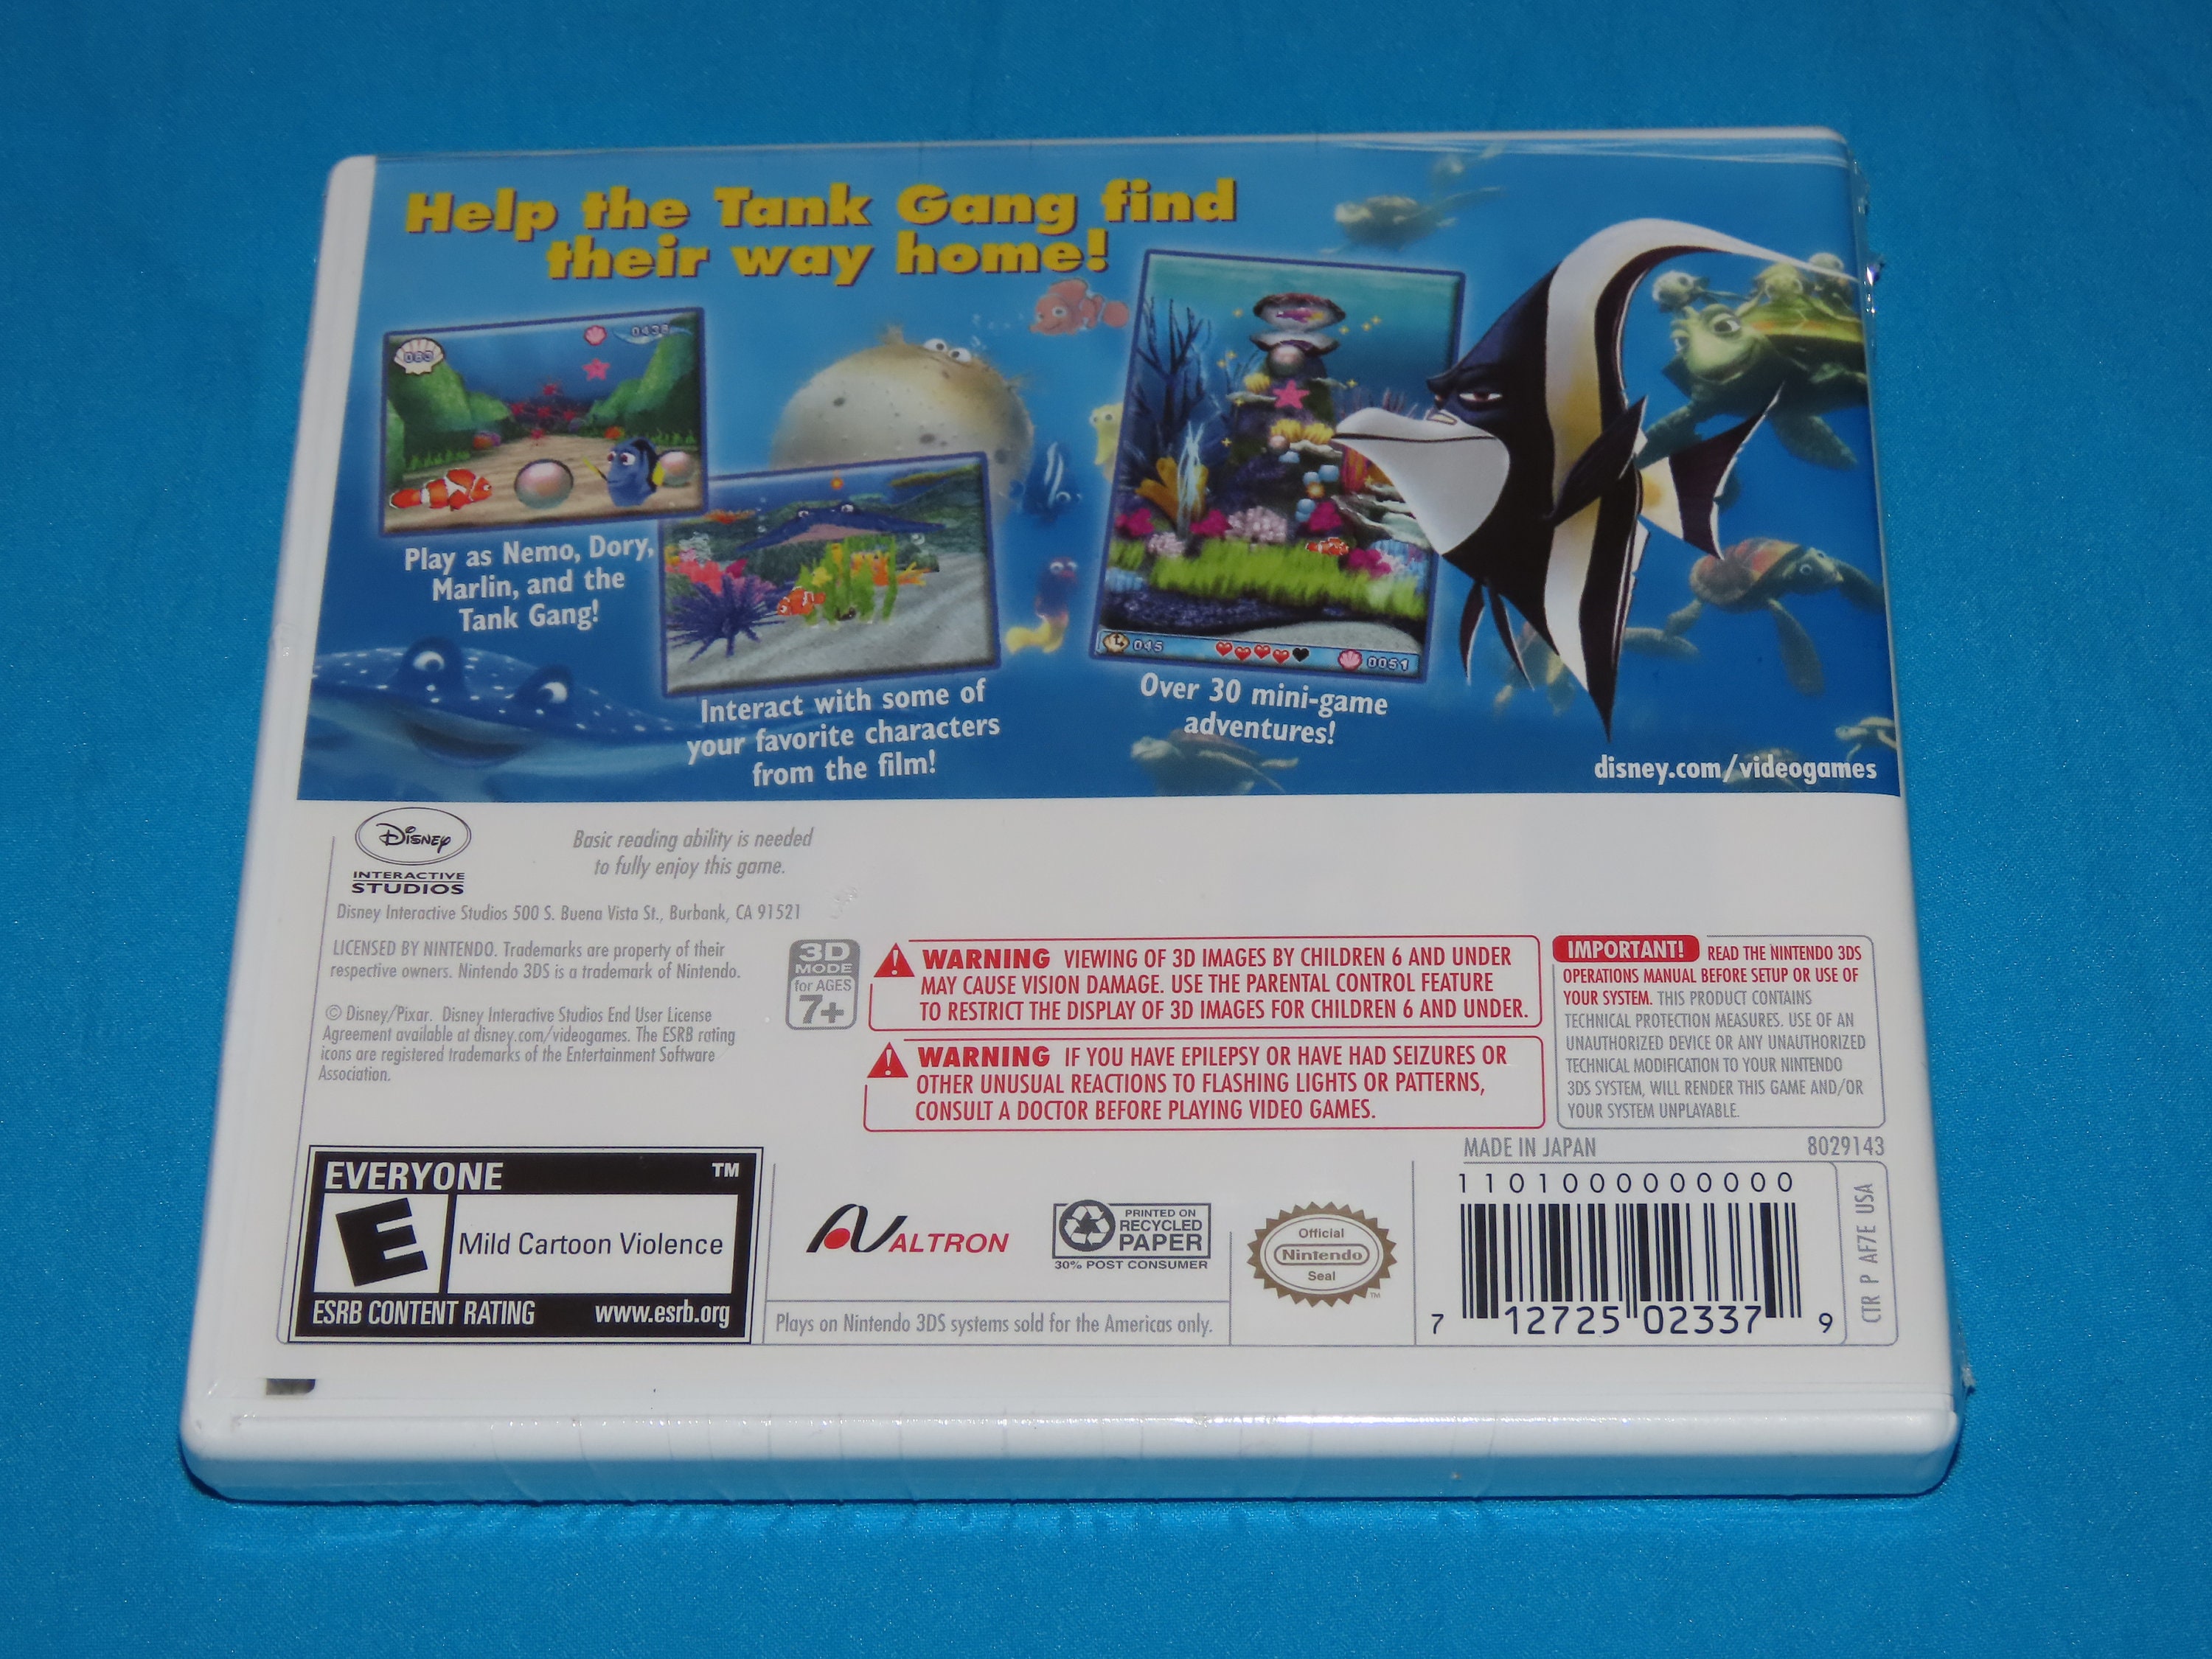 Help the Tank Gang find
their way home!
083
0438
Play as Nemo, Dory,
Marlin, and the
Tank Gang!
Interact with some of
your favorite characters
from the film!
045
0051
Over 30 mini-game
adventures!
disney.com/videogames
Disney
INTERACTIVE
STUDIOS
Basic reading ability is needed
to fully enjoy this game.
Disney Interactive Studios 500 S. Buena Vista St., Burbank, CA 91521
LICENSED BY NINTENDO. Trademarks are property of their
respective owners. Nintendo 3DS is a trademark of Nintendo.
© Disney/Pixar. Disney Interactive Studios End User License
Agreement available at disney.com/videogames. The ESRB rating
icons are registered trademarks of the Entertainment Software
Association.
3D
MODE
for AGES
7+
WARNING VIEWING OF 3D IMAGES BY CHILDREN 6 AND UNDER
MAY CAUSE VISION DAMAGE. USE THE PARENTAL CONTROL FEATURE
TO RESTRICT THE DISPLAY OF 3D IMAGES FOR CHILDREN 6 AND UNDER.
WARNING IF YOU HAVE EPILEPSY OR HAVE HAD SEIZURES OR
OTHER UNUSUAL REACTIONS TO FLASHING LIGHTS OR PATTERNS,
CONSULT A DOCTOR BEFORE PLAYING VIDEO GAMES.
IMPORTANT! READ THE NINTENDO 3DS
OPERATIONS MANUAL BEFORE SETUP OR USE OF
YOUR SYSTEM. THIS PRODUCT CONTAINS
TECHNICAL PROTECTION MEASURES. USE OF AN
UNAUTHORIZED DEVICE OR ANY UNAUTHORIZED
TECHNICAL MODIFICATION TO YOUR NINTENDO
3DS SYSTEM, WILL RENDER THIS GAME AND/OR
YOUR SYSTEM UNPLAYABLE.
MADE IN JAPAN
8029143
EVERYONE TM
E
Mild Cartoon Violence
ESRB CONTENT RATING www.esrb.org
ALTRON
PRINTED ON
RECYCLED
PAPER
30% POST CONSUMER
Plays on Nintendo 3DS systems sold for the Americas only.
Official
Nintendo
Seal
TM
1101000000000
7 12725 02337 9
CTR P AF7E USA